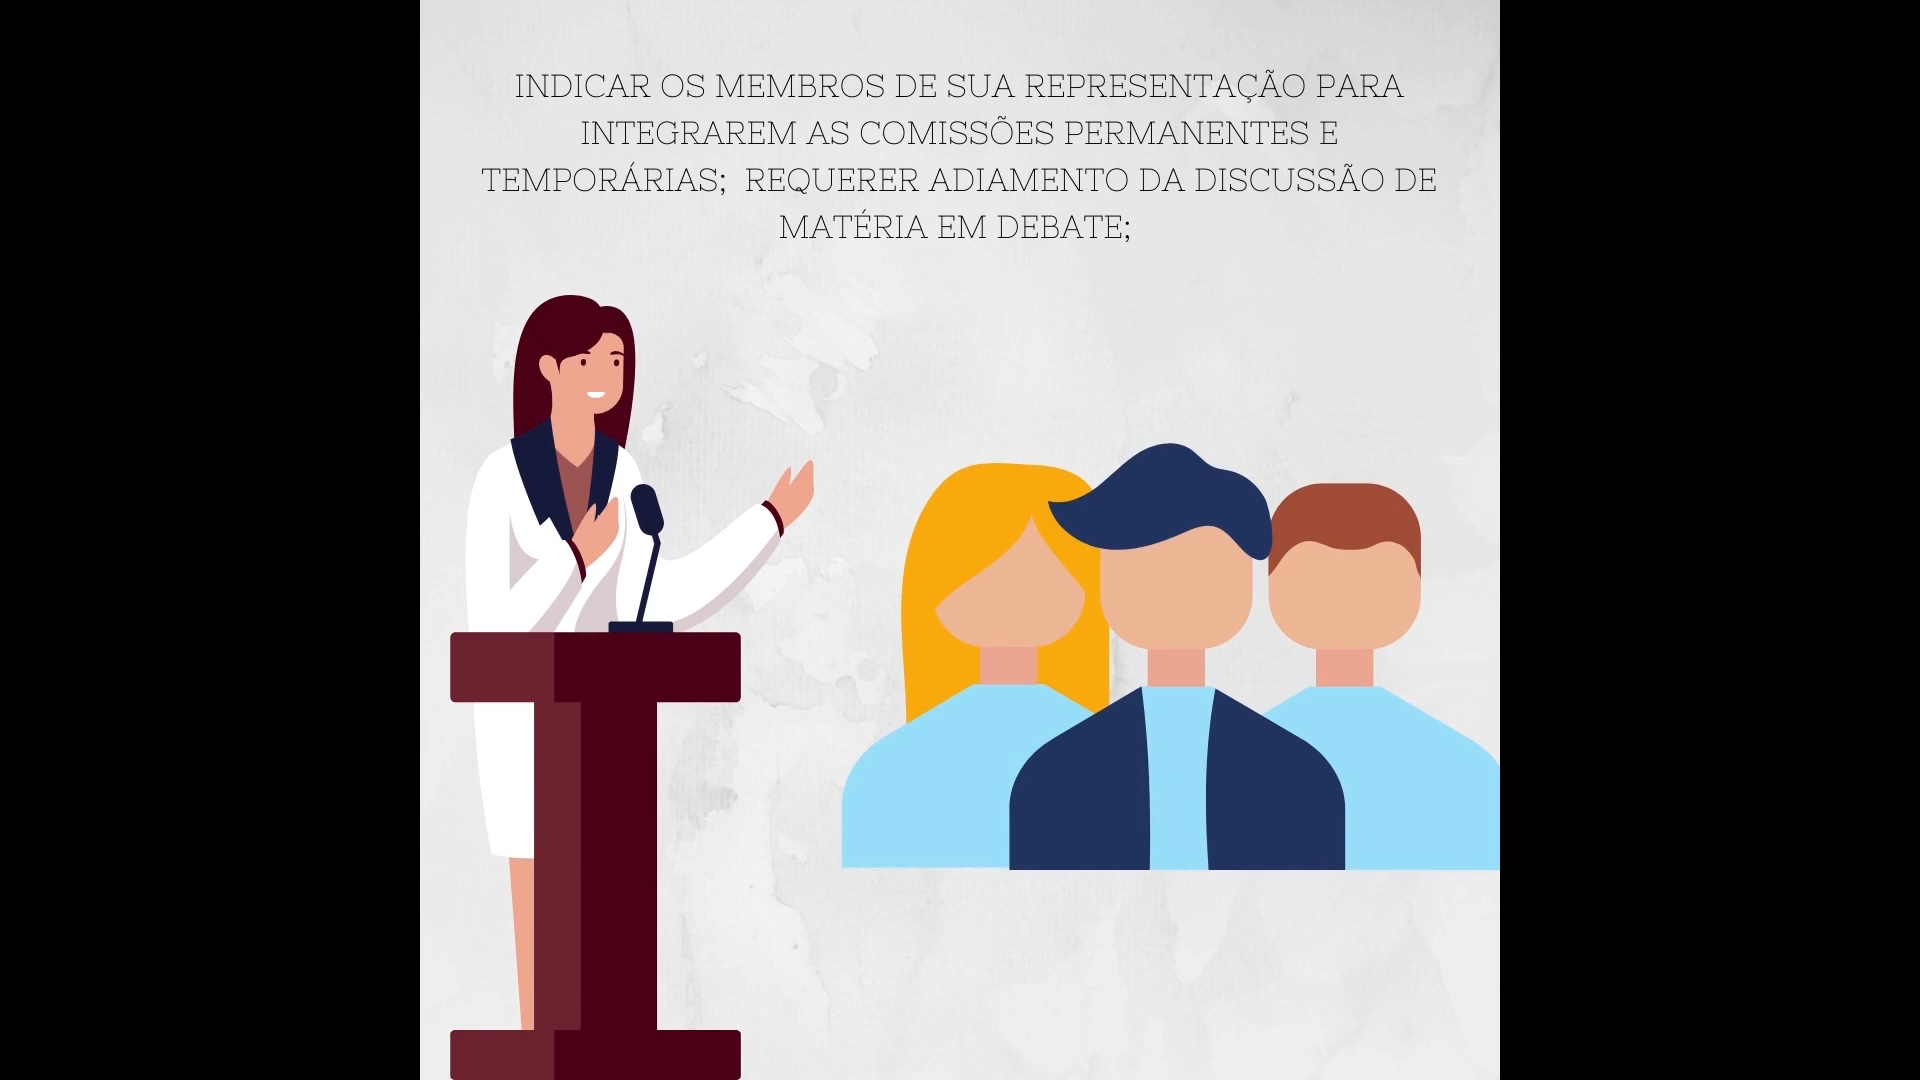 INDICAR OS MEMBROS DE SUA REPRESENTAÇÃO PARA
INTEGRAREM AS COMISSÕES PERMANENTES E
TEMPORÁRIAS;  REQUERER ADIAMENTO DA DISCUSSÃO DE
MATÉRIA EM DEBATE;